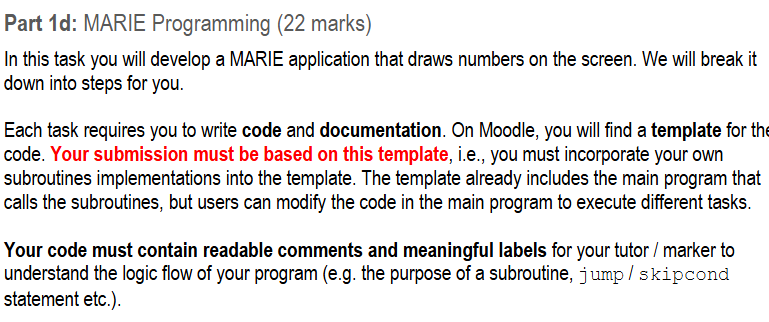 Part 1d: MARIE Programming (22 marks)
In this task you will develop a MARIE application that draws numbers on the screen. We will break it
down into steps for you.
Each task requires you to write code and documentation. On Moodle, you will find a template for the
code. Your submission must be based on this template, i.e., you must incorporate your own
subroutines implementations into the template. The template already includes the main program that
calls the subroutines, but users can modify the code in the main program to execute different tasks.
Your code must contain readable comments and meaningful labels for your tutor / marker to
understand the logic flow of your program (e.g. the purpose of a subroutine, jump / skipcond
statement etc.).